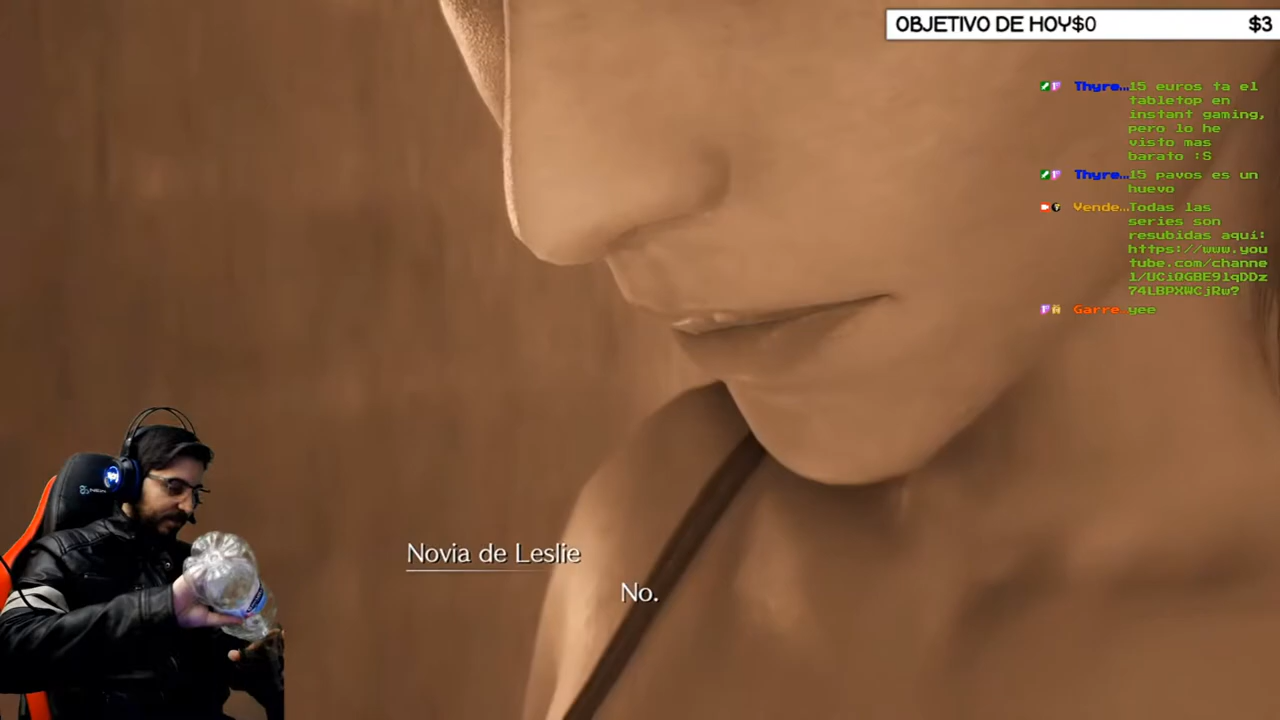 OBJETIVO DE HOY$0 $3
Thyre…15 euros ta el
tabletop en
instant gaming,
pero lo he
visto mas
barato :S
Thyre…15 pavos es un
huevo
Vende…Todas las
series son
resubidas aquí:
https://www.you
tube.com/channe
l/UCiQGBE9lqDDz
74LBPXWCjRw?
Garre…yee
Novia de Leslie
No.